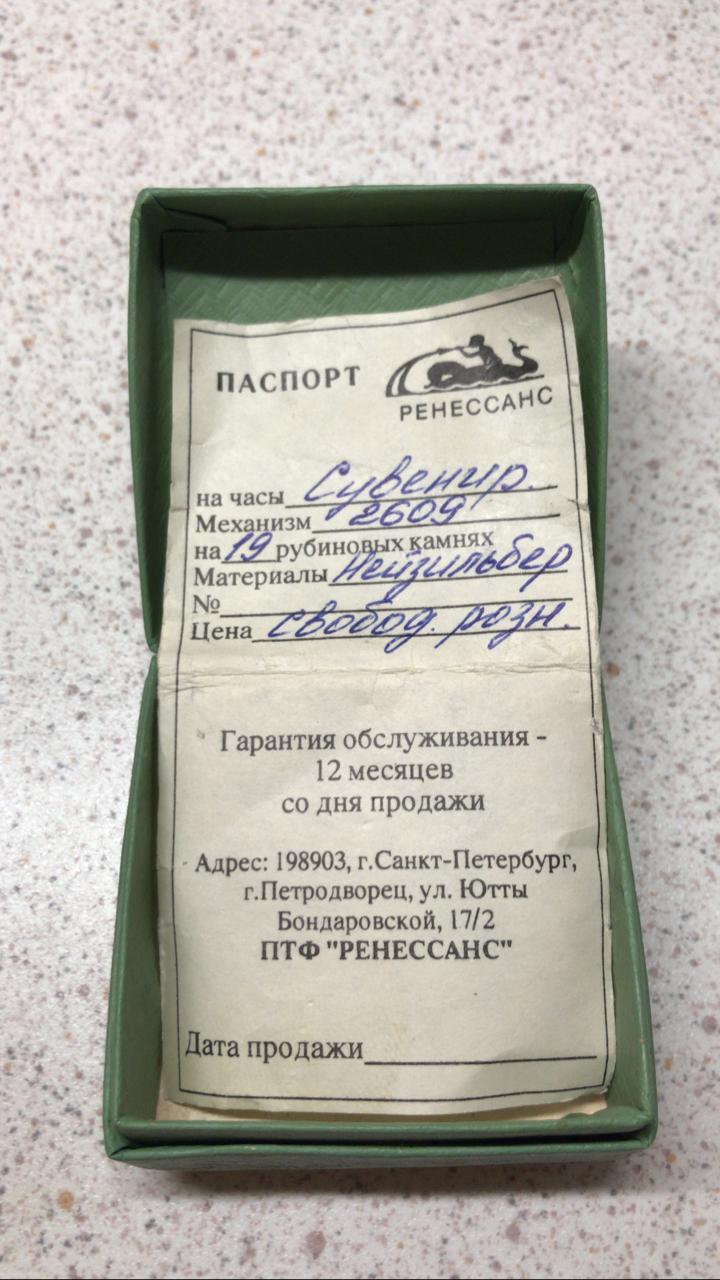 ПАСПОРТ
РЕНЕССАНС
на часы Сувенир.
Механизм 2609
на 19 рубиновых камнях
Материалы Нейзильбер
№
Цена свобод. розн.
Гарантия обслуживания -
12 месяцев
со дня продажи
Адрес: 198903, г.Санкт-Петербург,
г.Петродворец, ул. Ютты
Бондаровской, 17/2
ПТФ "РЕНЕССАНС"
Дата продажи